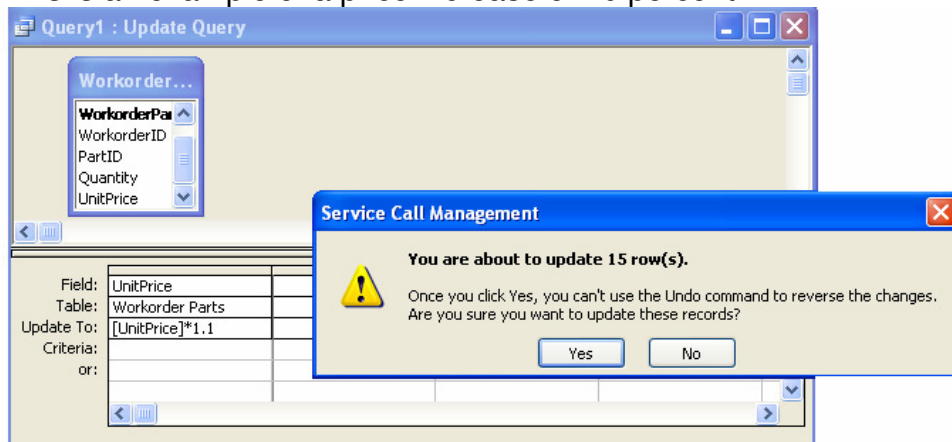 Query1 : Update Query
Workorder...
WorkorderPar
WorkorderID
PartID
Quantity
UnitPrice
Service Call Management
You are about to update 15 row(s).
Once you click Yes, you can't use the Undo command to reverse the changes.
Are you sure you want to update these records?
Yes No
Field: UnitPrice
Table: Workorder Parts
Update To: [UnitPrice]*1.1
Criteria:
or: